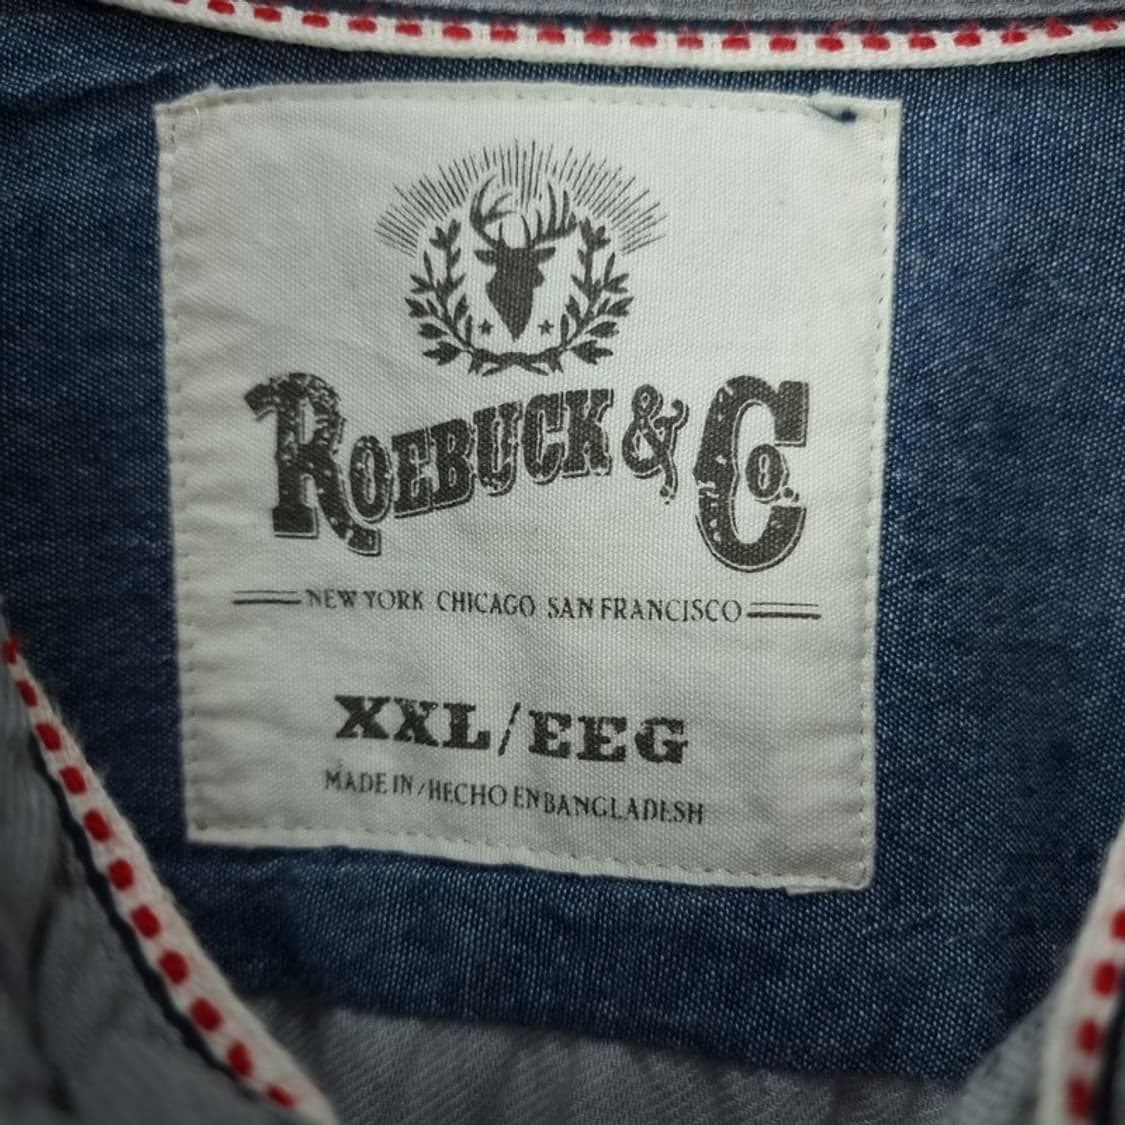 ROEBUCK & CO.
NEW YORK CHICAGO SAN FRANCISCO
XXL/EEG
MADE IN/HECHO EN BANGLADESH